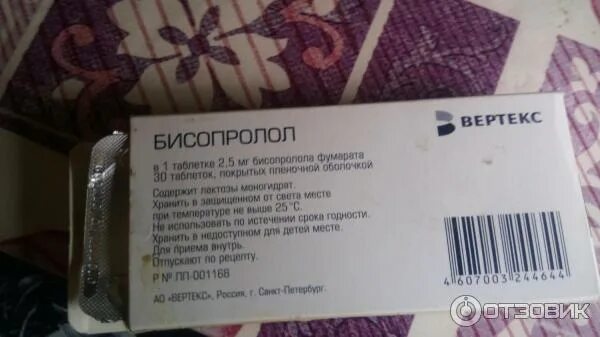 БИСОПРОЛОЛ
ВЕРТЕКС
в 1 таблетке 2,5 мг бисопролола фумарата
30 таблеток, покрытых пленочной оболочкой
Содержит лактозы моногидрат.
Хранить в защищенном от света месте
при температуре не выше 25 °С.
Не использовать по истечении срока годности.
Хранить в недоступном для детей месте.
Для приема внутрь.
Отпускают по рецепту.
Р № ЛП-001168
АО «ВЕРТЕКС», Россия, г. Санкт-Петербург.
4 607003 244644
ОТЗОВИК